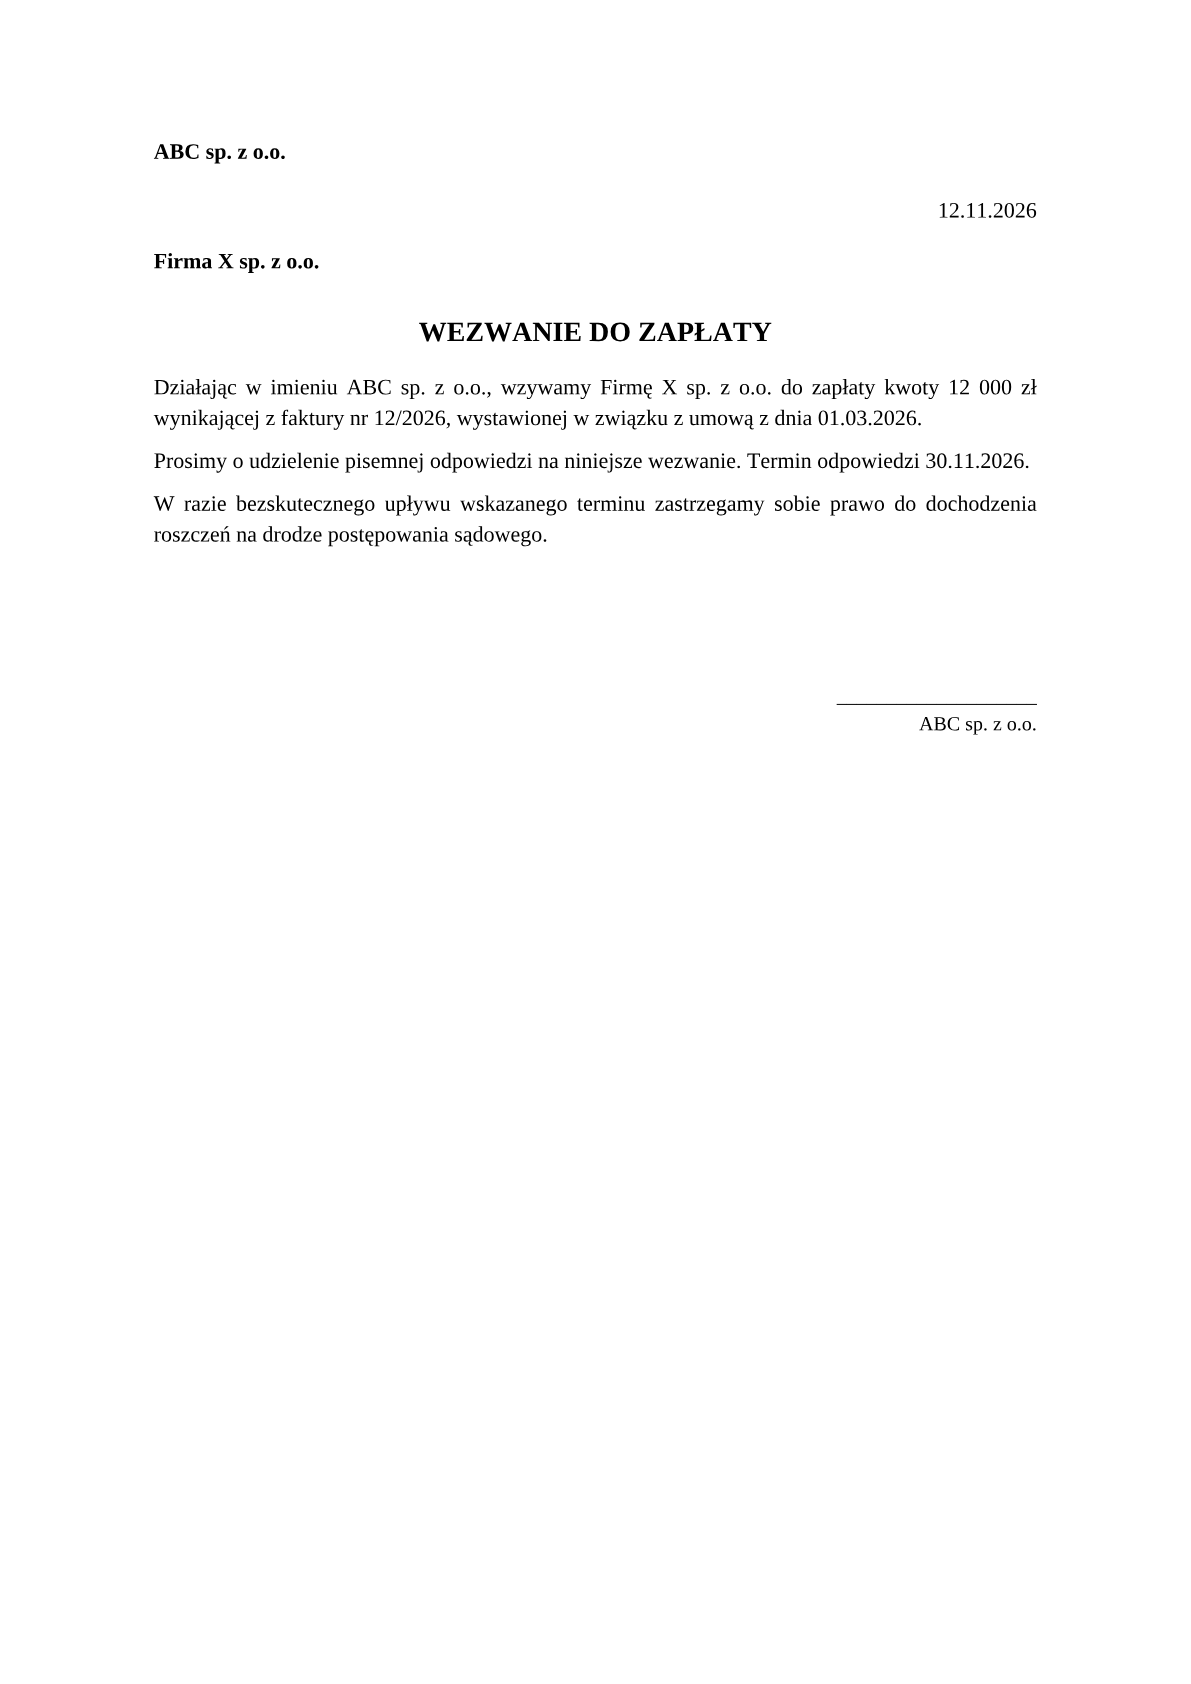 ABC sp. z o.o.
12.11.2026
Firma X sp. z o.o.
WEZWANIE DO ZAPŁATY
Działając w imieniu ABC sp. z o.o., wzywamy Firmę X sp. z o.o. do zapłaty kwoty 12 000 zł
wynikającej z faktury nr 12/2026, wystawionej w związku z umową z dnia 01.03.2026.
Prosimy o udzielenie pisemnej odpowiedzi na niniejsze wezwanie. Termin odpowiedzi 30.11.2026.
W razie bezskutecznego upływu wskazanego terminu zastrzegamy sobie prawo do dochodzenia
roszczeń na drodze postępowania sądowego.
ABC sp. z o.o.